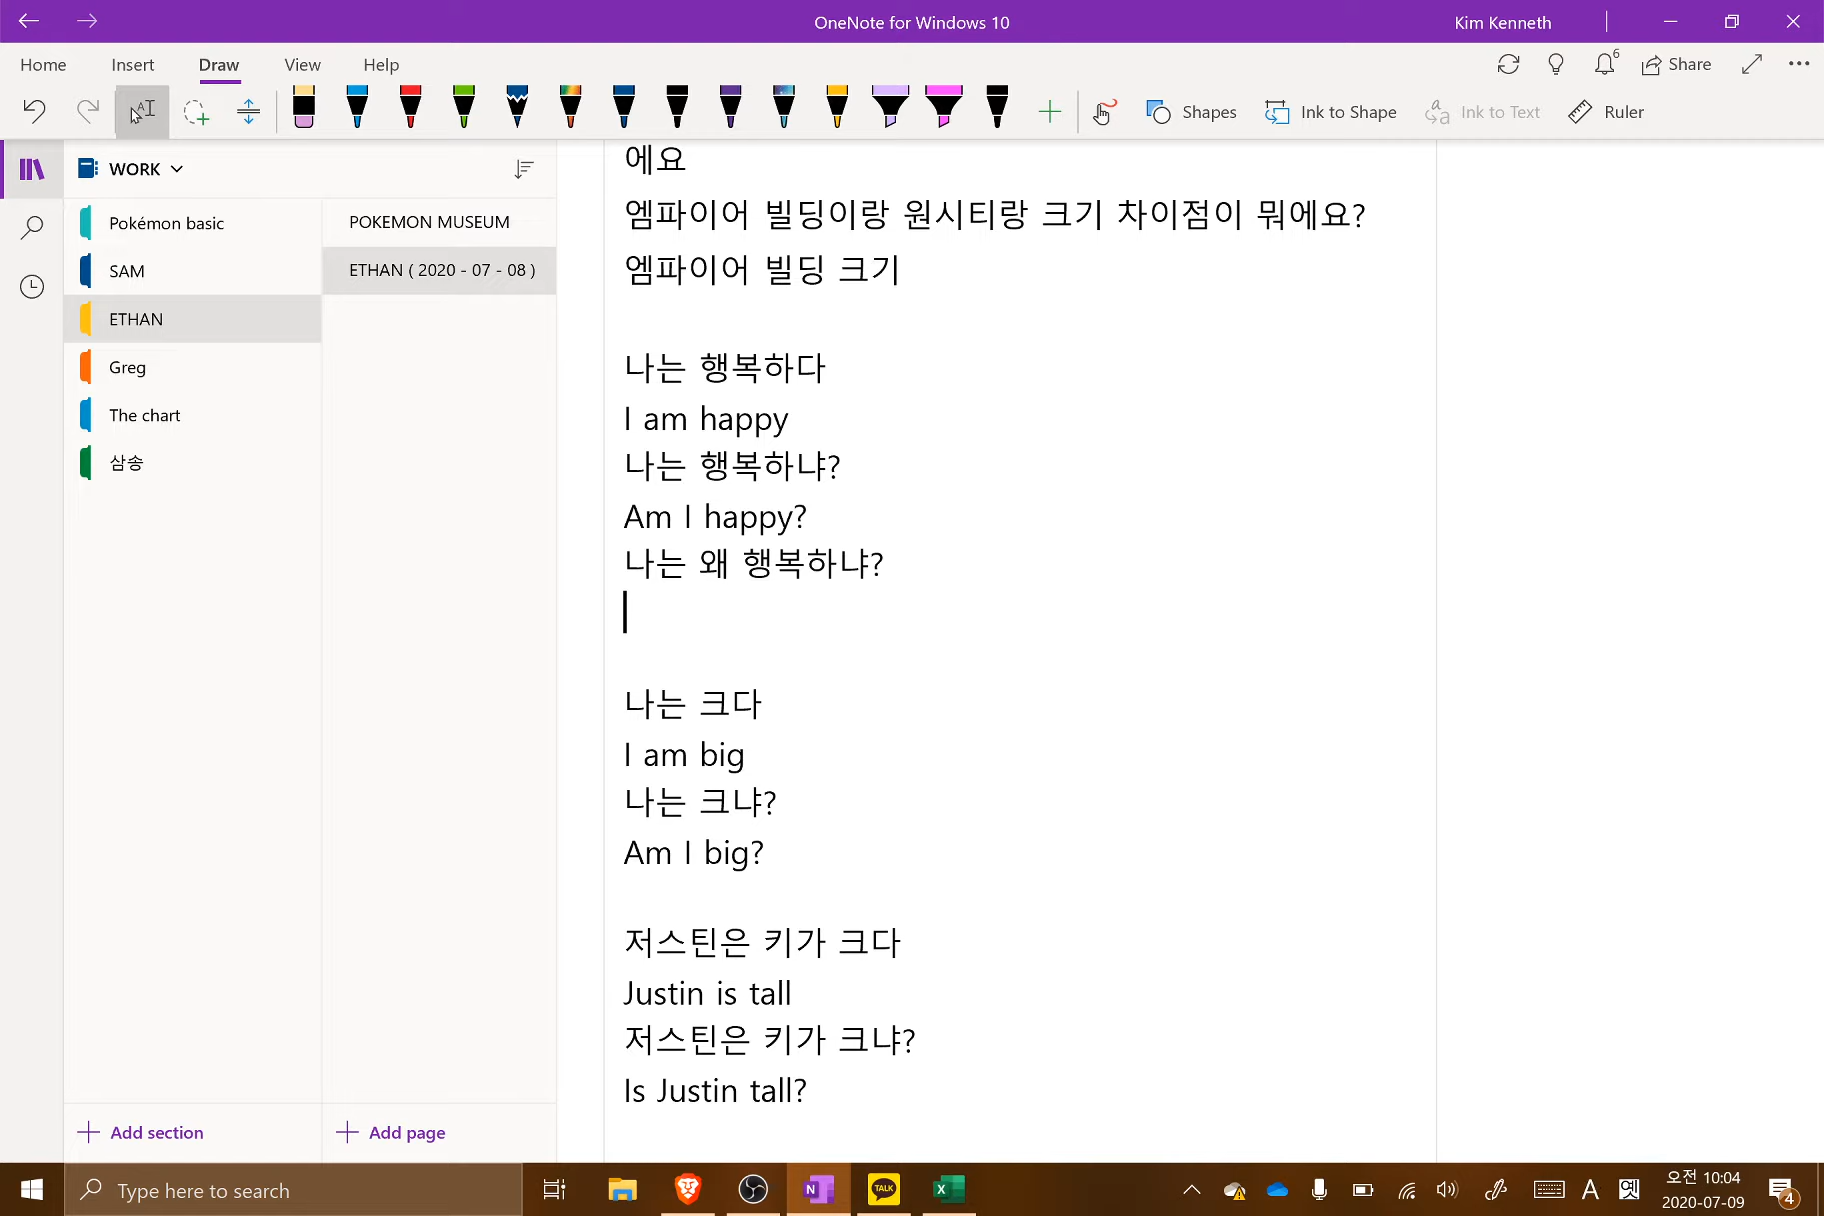 OneNote for Windows 10
Kim Kenneth
Home
Insert
Draw
View
Help
6
Share
Shapes
Ink to Shape
Ink to Text
Ruler
WORK
Pokémon basic
SAM
ETHAN
Greg
The chart
삼송
POKEMON MUSEUM
ETHAN ( 2020 - 07 - 08 )
에요
엠파이어 빌딩이랑 원시티랑 크기 차이점이 뭐에요?
엠파이어 빌딩 크기
나는 행복하다
I am happy
나는 행복하냐?
Am I happy?
나는 왜 행복하냐?
나는 크다
I am big
나는 크냐?
Am I big?
저스틴은 키가 크다
Justin is tall
저스틴은 키가 크냐?
Is Justin tall?
Add section
Add page
Type here to search
N
TALK
X
A
오전 10:04
2020-07-09
4